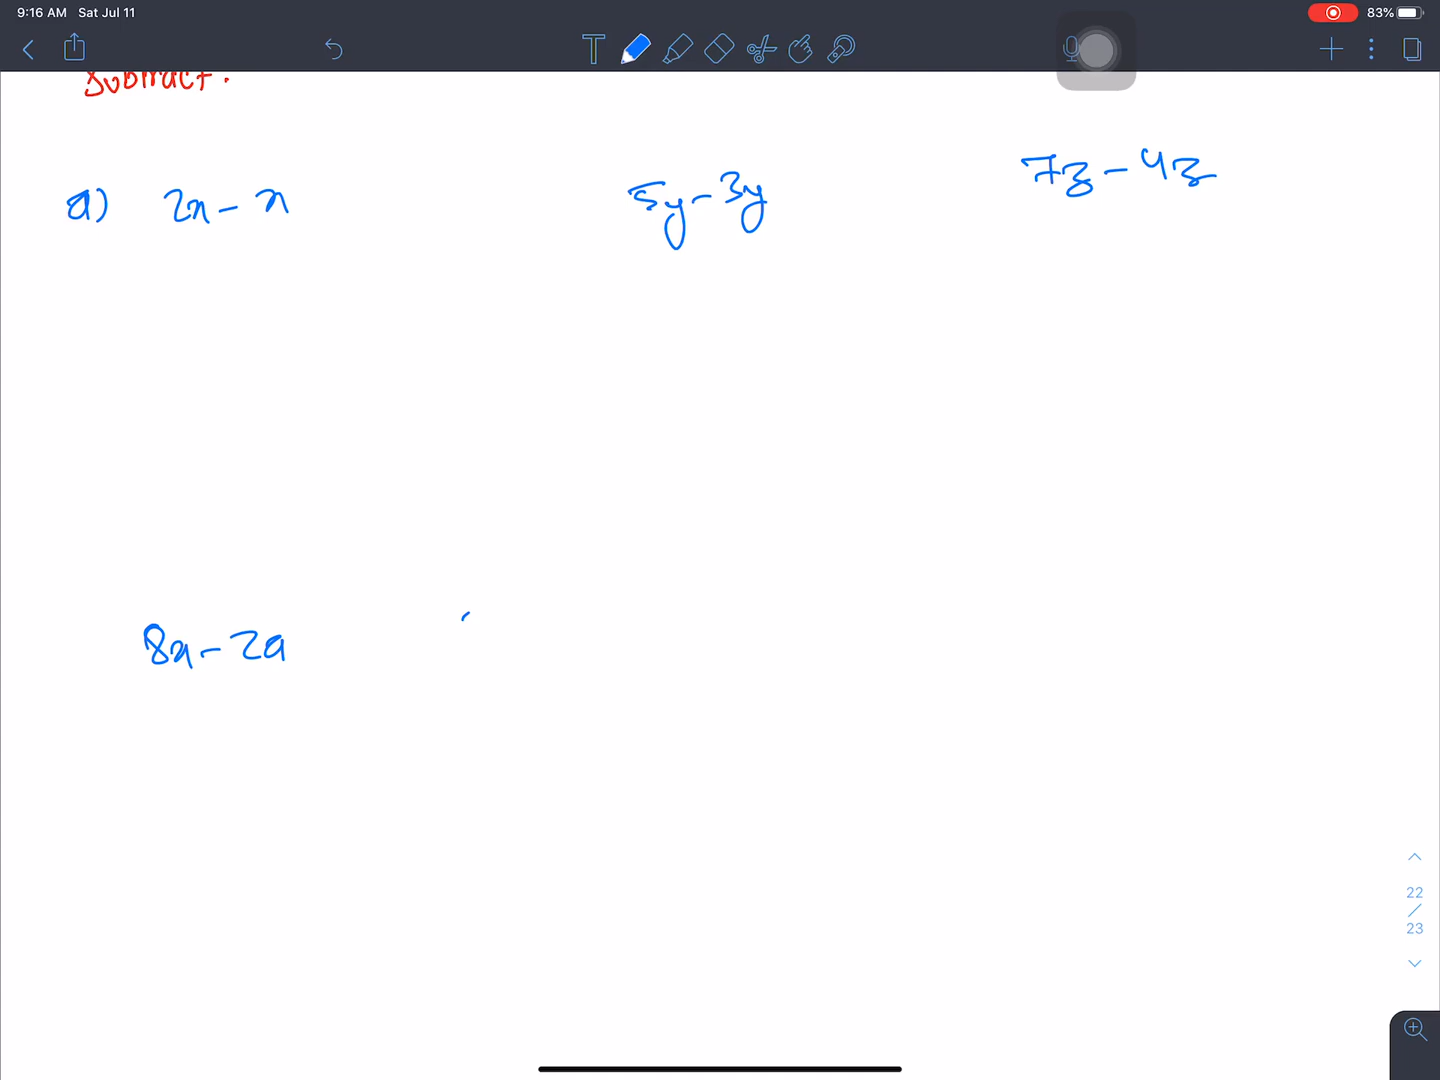 9:16 AM Sat Jul 11
83%
T
Subtract.
a) 2x - x
5y - 3y
7z - 4z
8a - 2a
22
/
23